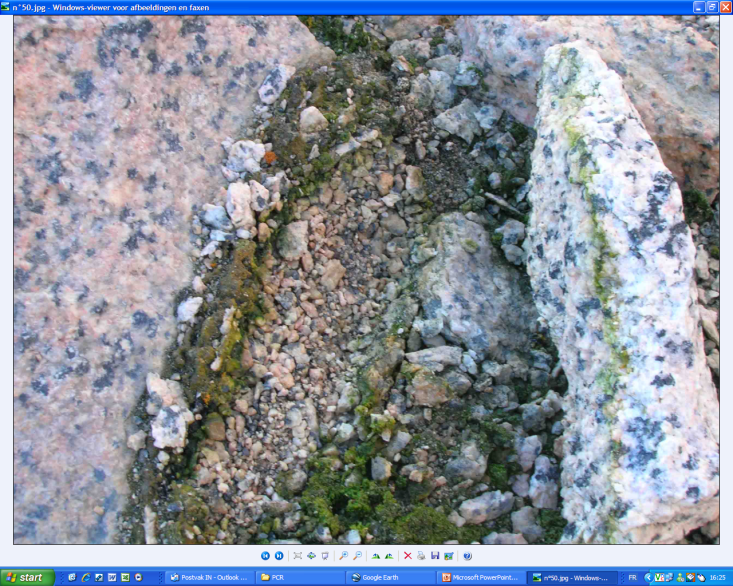 n°50.jpg - Windows-viewer voor afbeeldingen en faxen
start
Postvak IN - Outlook ...
PCR
Google Earth
Microsoft PowerPoint...
n°50.jpg - Windows-...
FR
16:25